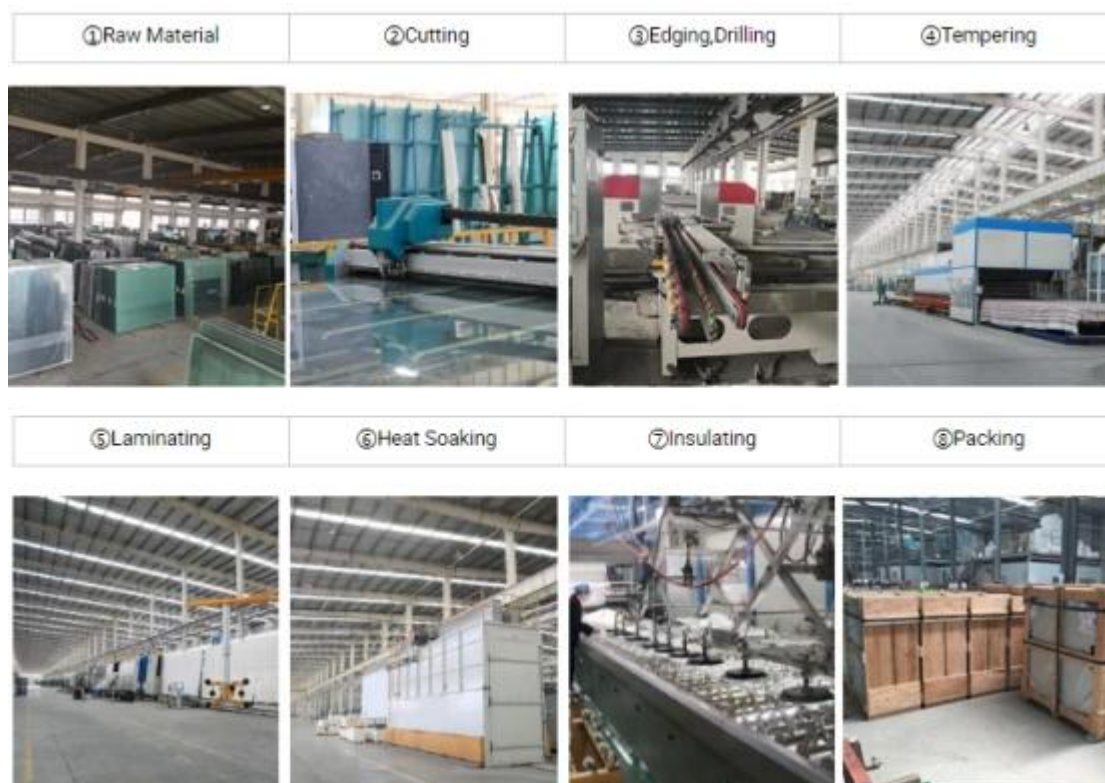 ①Raw Material
②Cutting
③Edging,Drilling
④Tempering
⑤Laminating
⑥Heat Soaking
⑦Insulating
⑧Packing